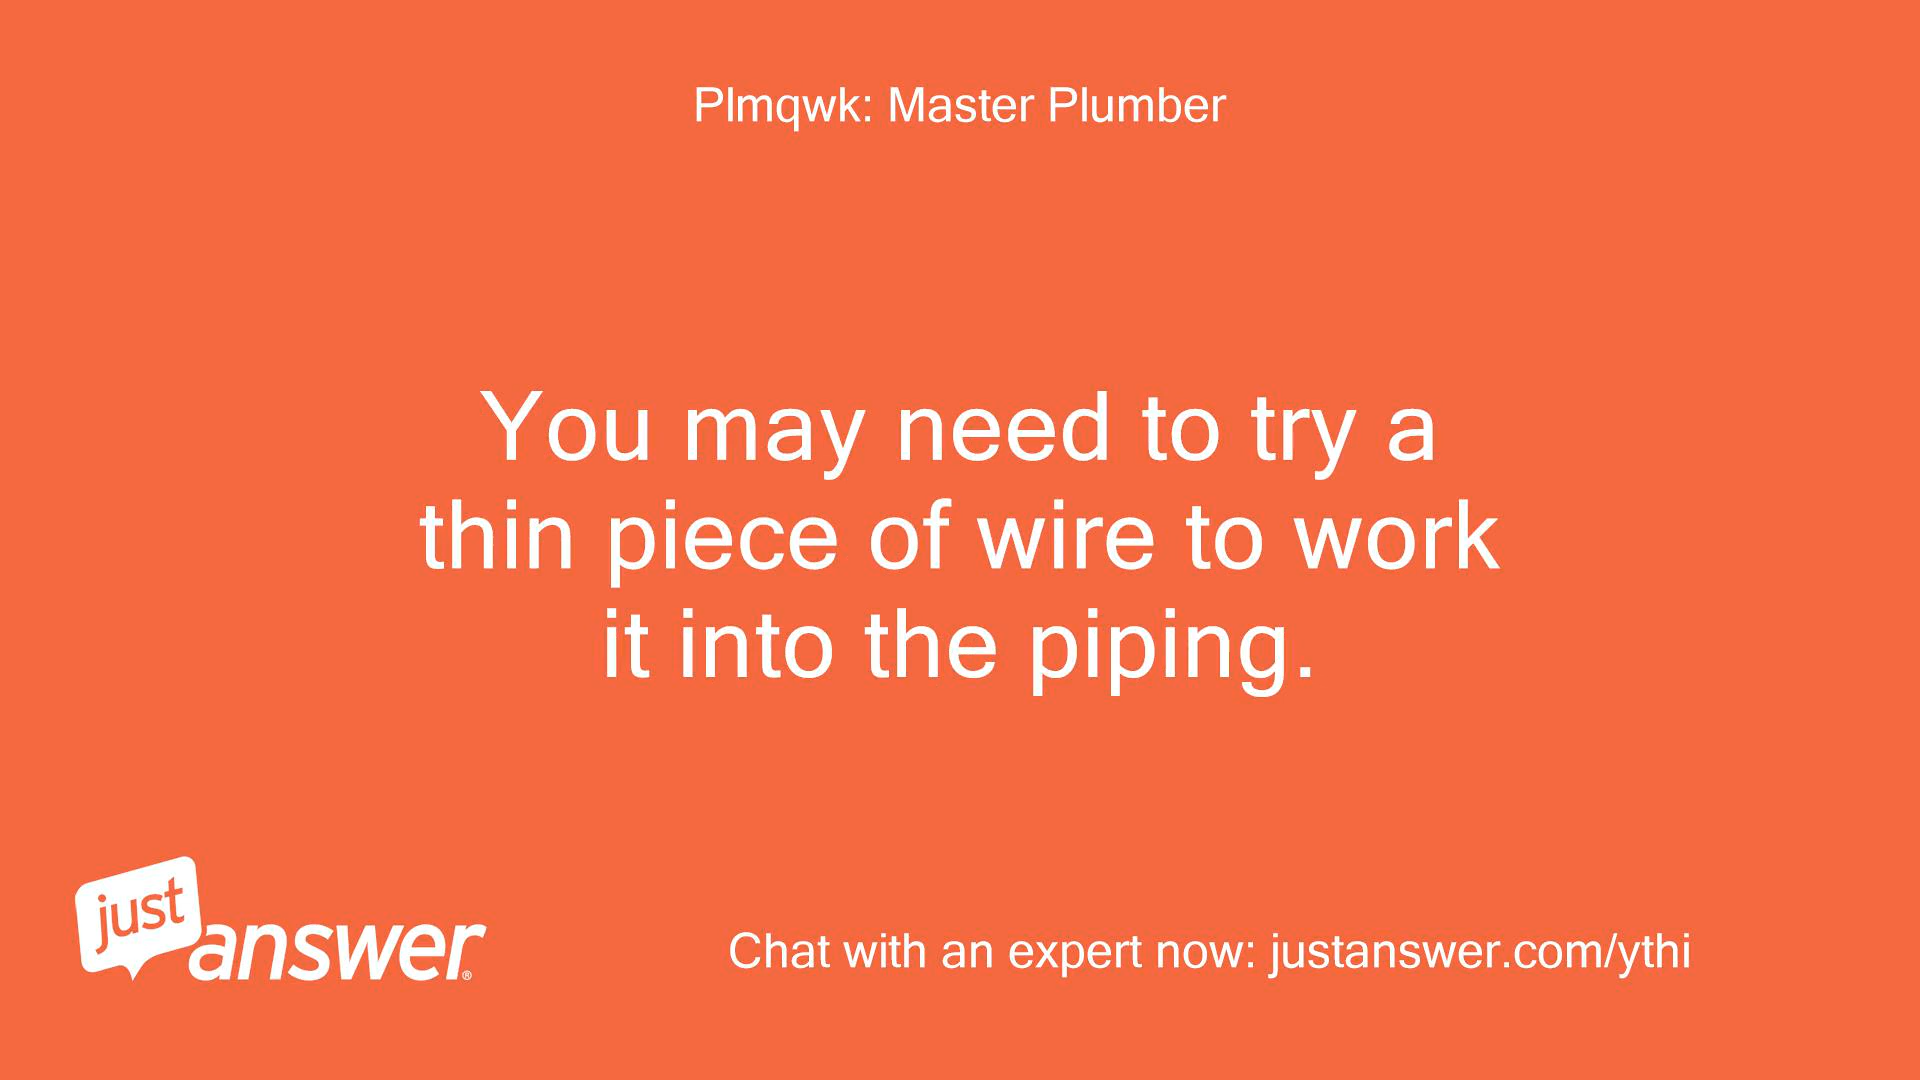 Plmqwk: Master Plumber
You may need to try a
thin piece of wire to work
it into the piping.
just
answer®
Chat with an expert now: justanswer.com/ythi